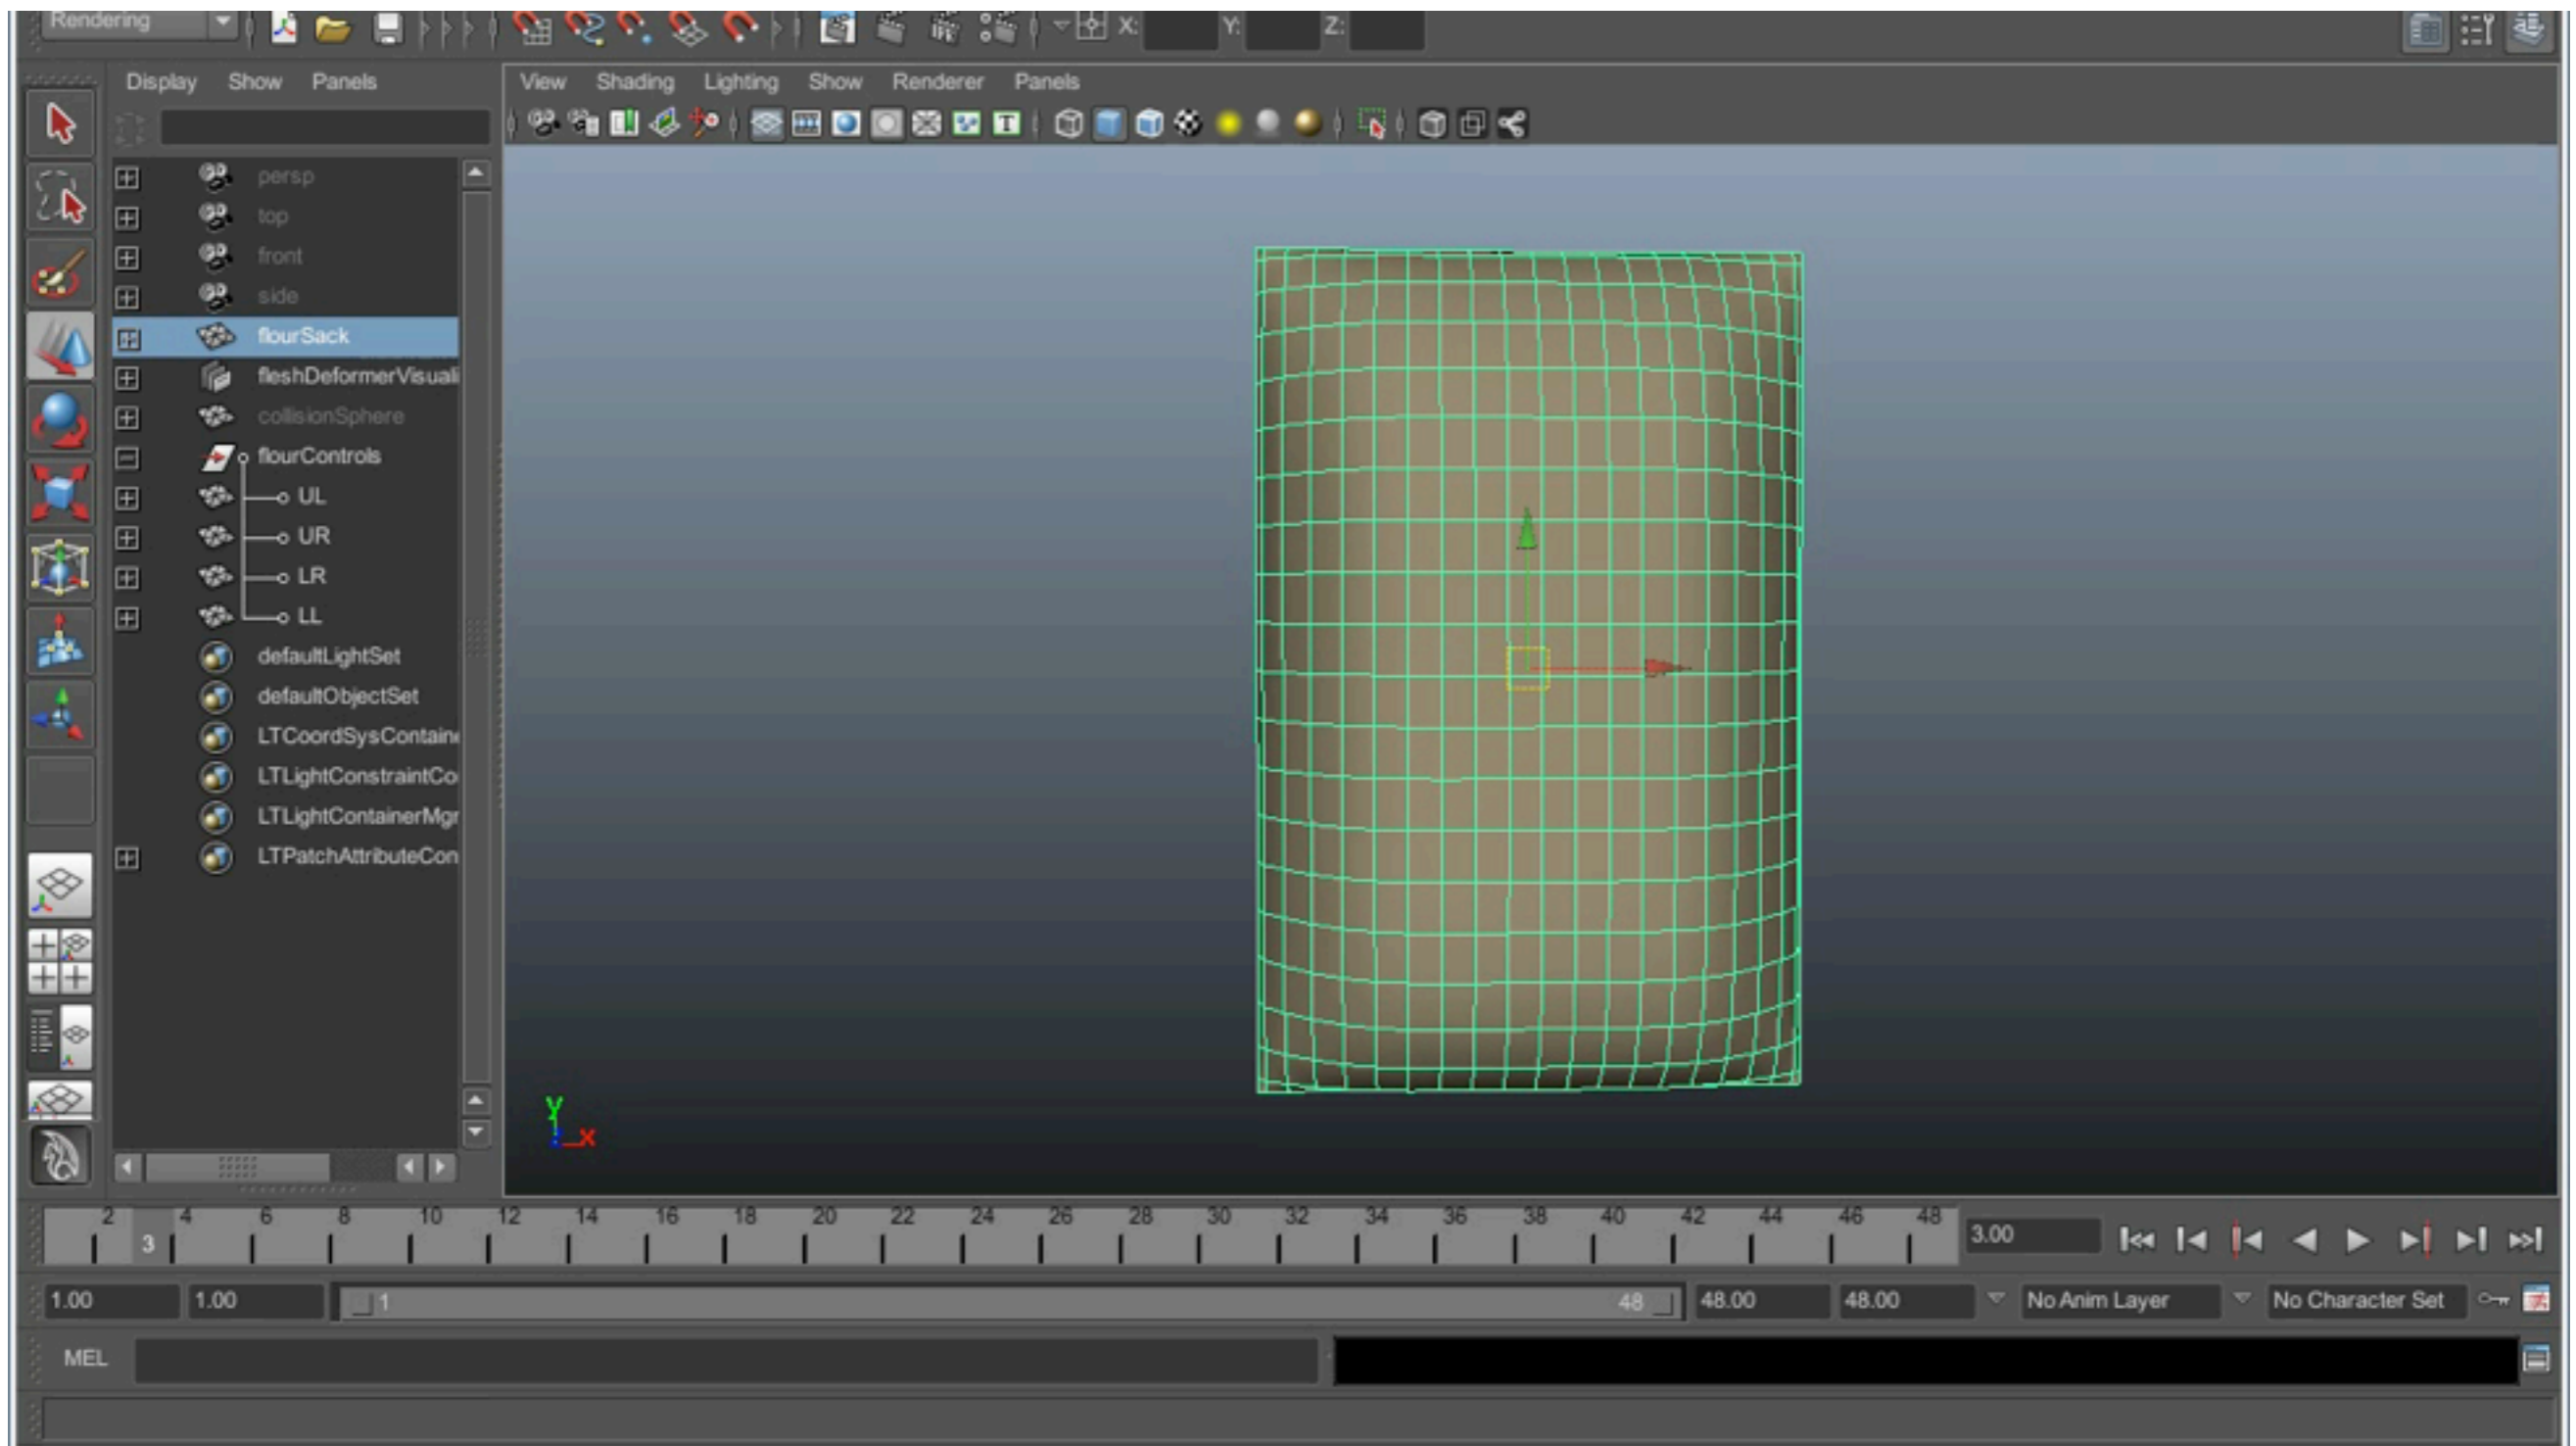 Rendering X: Y: Z:
Display Show Panels
View Shading Lighting Show Renderer Panels
persp
top
front
side
flourSack
fleshDeformerVisuali
collisionSphere
flourControls
UL
UR
LR
LL
defaultLightSet
defaultObjectSet
LTCoordSysContaine
LTLightConstraintCo
LTLightContainerMgr
LTPatchAttributeCon
y
x
2 4 6 8 10 12 14 16 18 20 22 24 26 28 30 32 34 36 38 40 42 44 46 48
3
3.00
1.00 1.00 1 48 48.00 48.00 No Anim Layer No Character Set
MEL